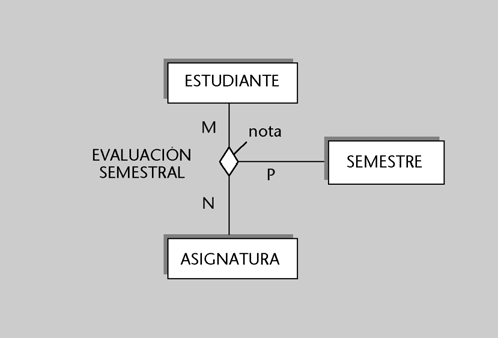 ESTUDIANTE
M
nota
EVALUACIÓN
SEMESTRAL
SEMESTRE
P
N
ASIGNATURA